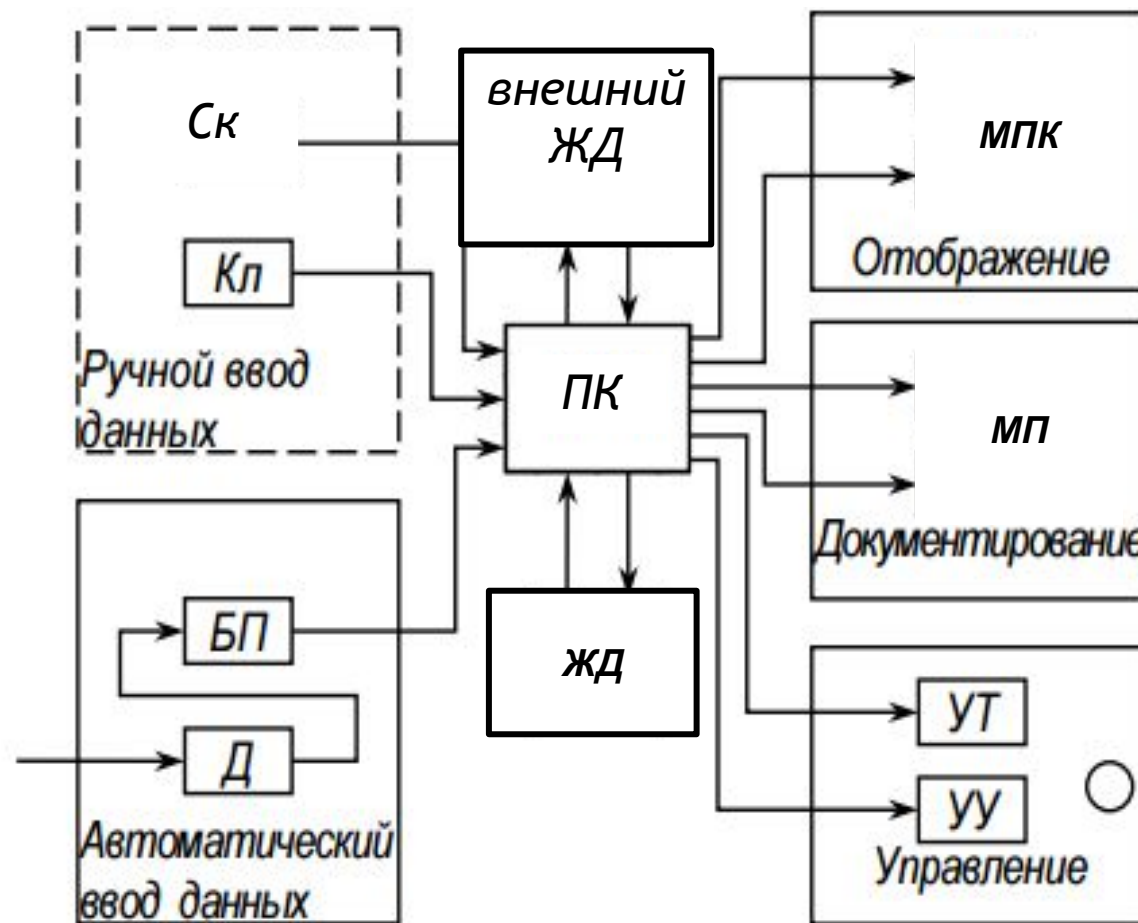 Ск
Кл
Ручной ввод
данных
внешний
ЖД
ПК
ЖД
БП
Д
Автоматический
ввод данных
МПК
Отображение
МП
Документирование
УТ
УУ
Управление